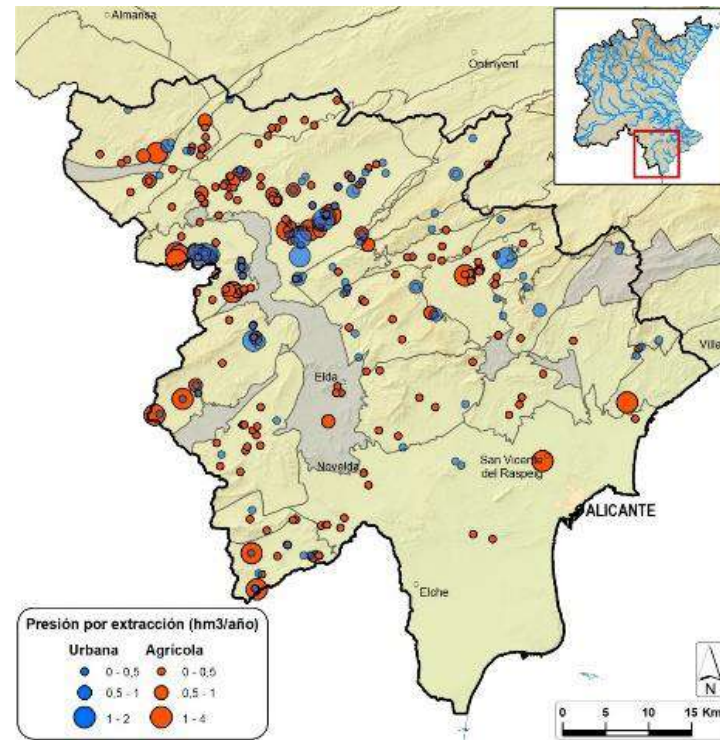 Almansa
Ontinyent
A
Ville
Elda
Novelda
San Vicente
del Raspeig
ALICANTE
Elche
Presión por extracción (hm3/año)
Urbana Agrícola
0 - 0,5 0 - 0,5
0,5 - 1 0,5 - 1
1 - 2 1 - 4
N
0 5 10 15 Km